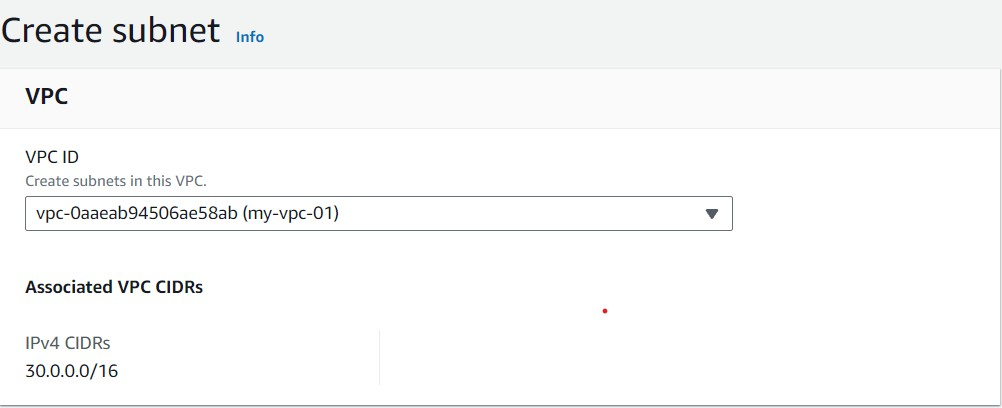 Create subnet Info
VPC
VPC ID
Create subnets in this VPC.
vpc-0aaeab94506ae58ab (my-vpc-01)
Associated VPC CIDRs
IPv4 CIDRs
30.0.0.0/16